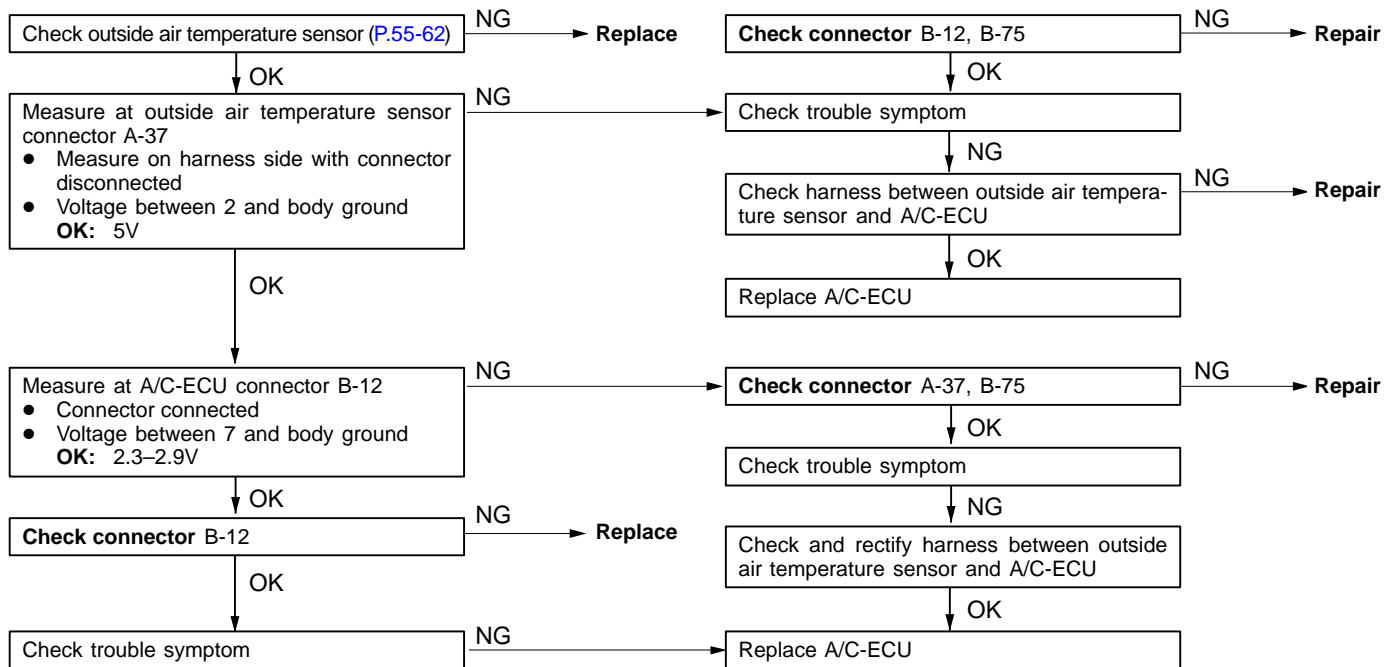 Check outside air temperature sensor (P.55-62)
NG
Replace
OK
Measure at outside air temperature sensor
connector A-37
● Measure on harness side with connector
disconnected
● Voltage between 2 and body ground
OK: 5V
NG
OK
Check connector B-12, B-75
NG
Repair
OK
Check trouble symptom
NG
Check harness between outside air tempera-
ture sensor and A/C-ECU
NG
Repair
OK
Replace A/C-ECU
Measure at A/C-ECU connector B-12
● Connector connected
● Voltage between 7 and body ground
OK: 2.3–2.9V
NG
OK
Check connector B-12
NG
Replace
OK
Check trouble symptom
NG
Check connector A-37, B-75
NG
Repair
OK
Check trouble symptom
NG
Check and rectify harness between outside
air temperature sensor and A/C-ECU
OK
Replace A/C-ECU